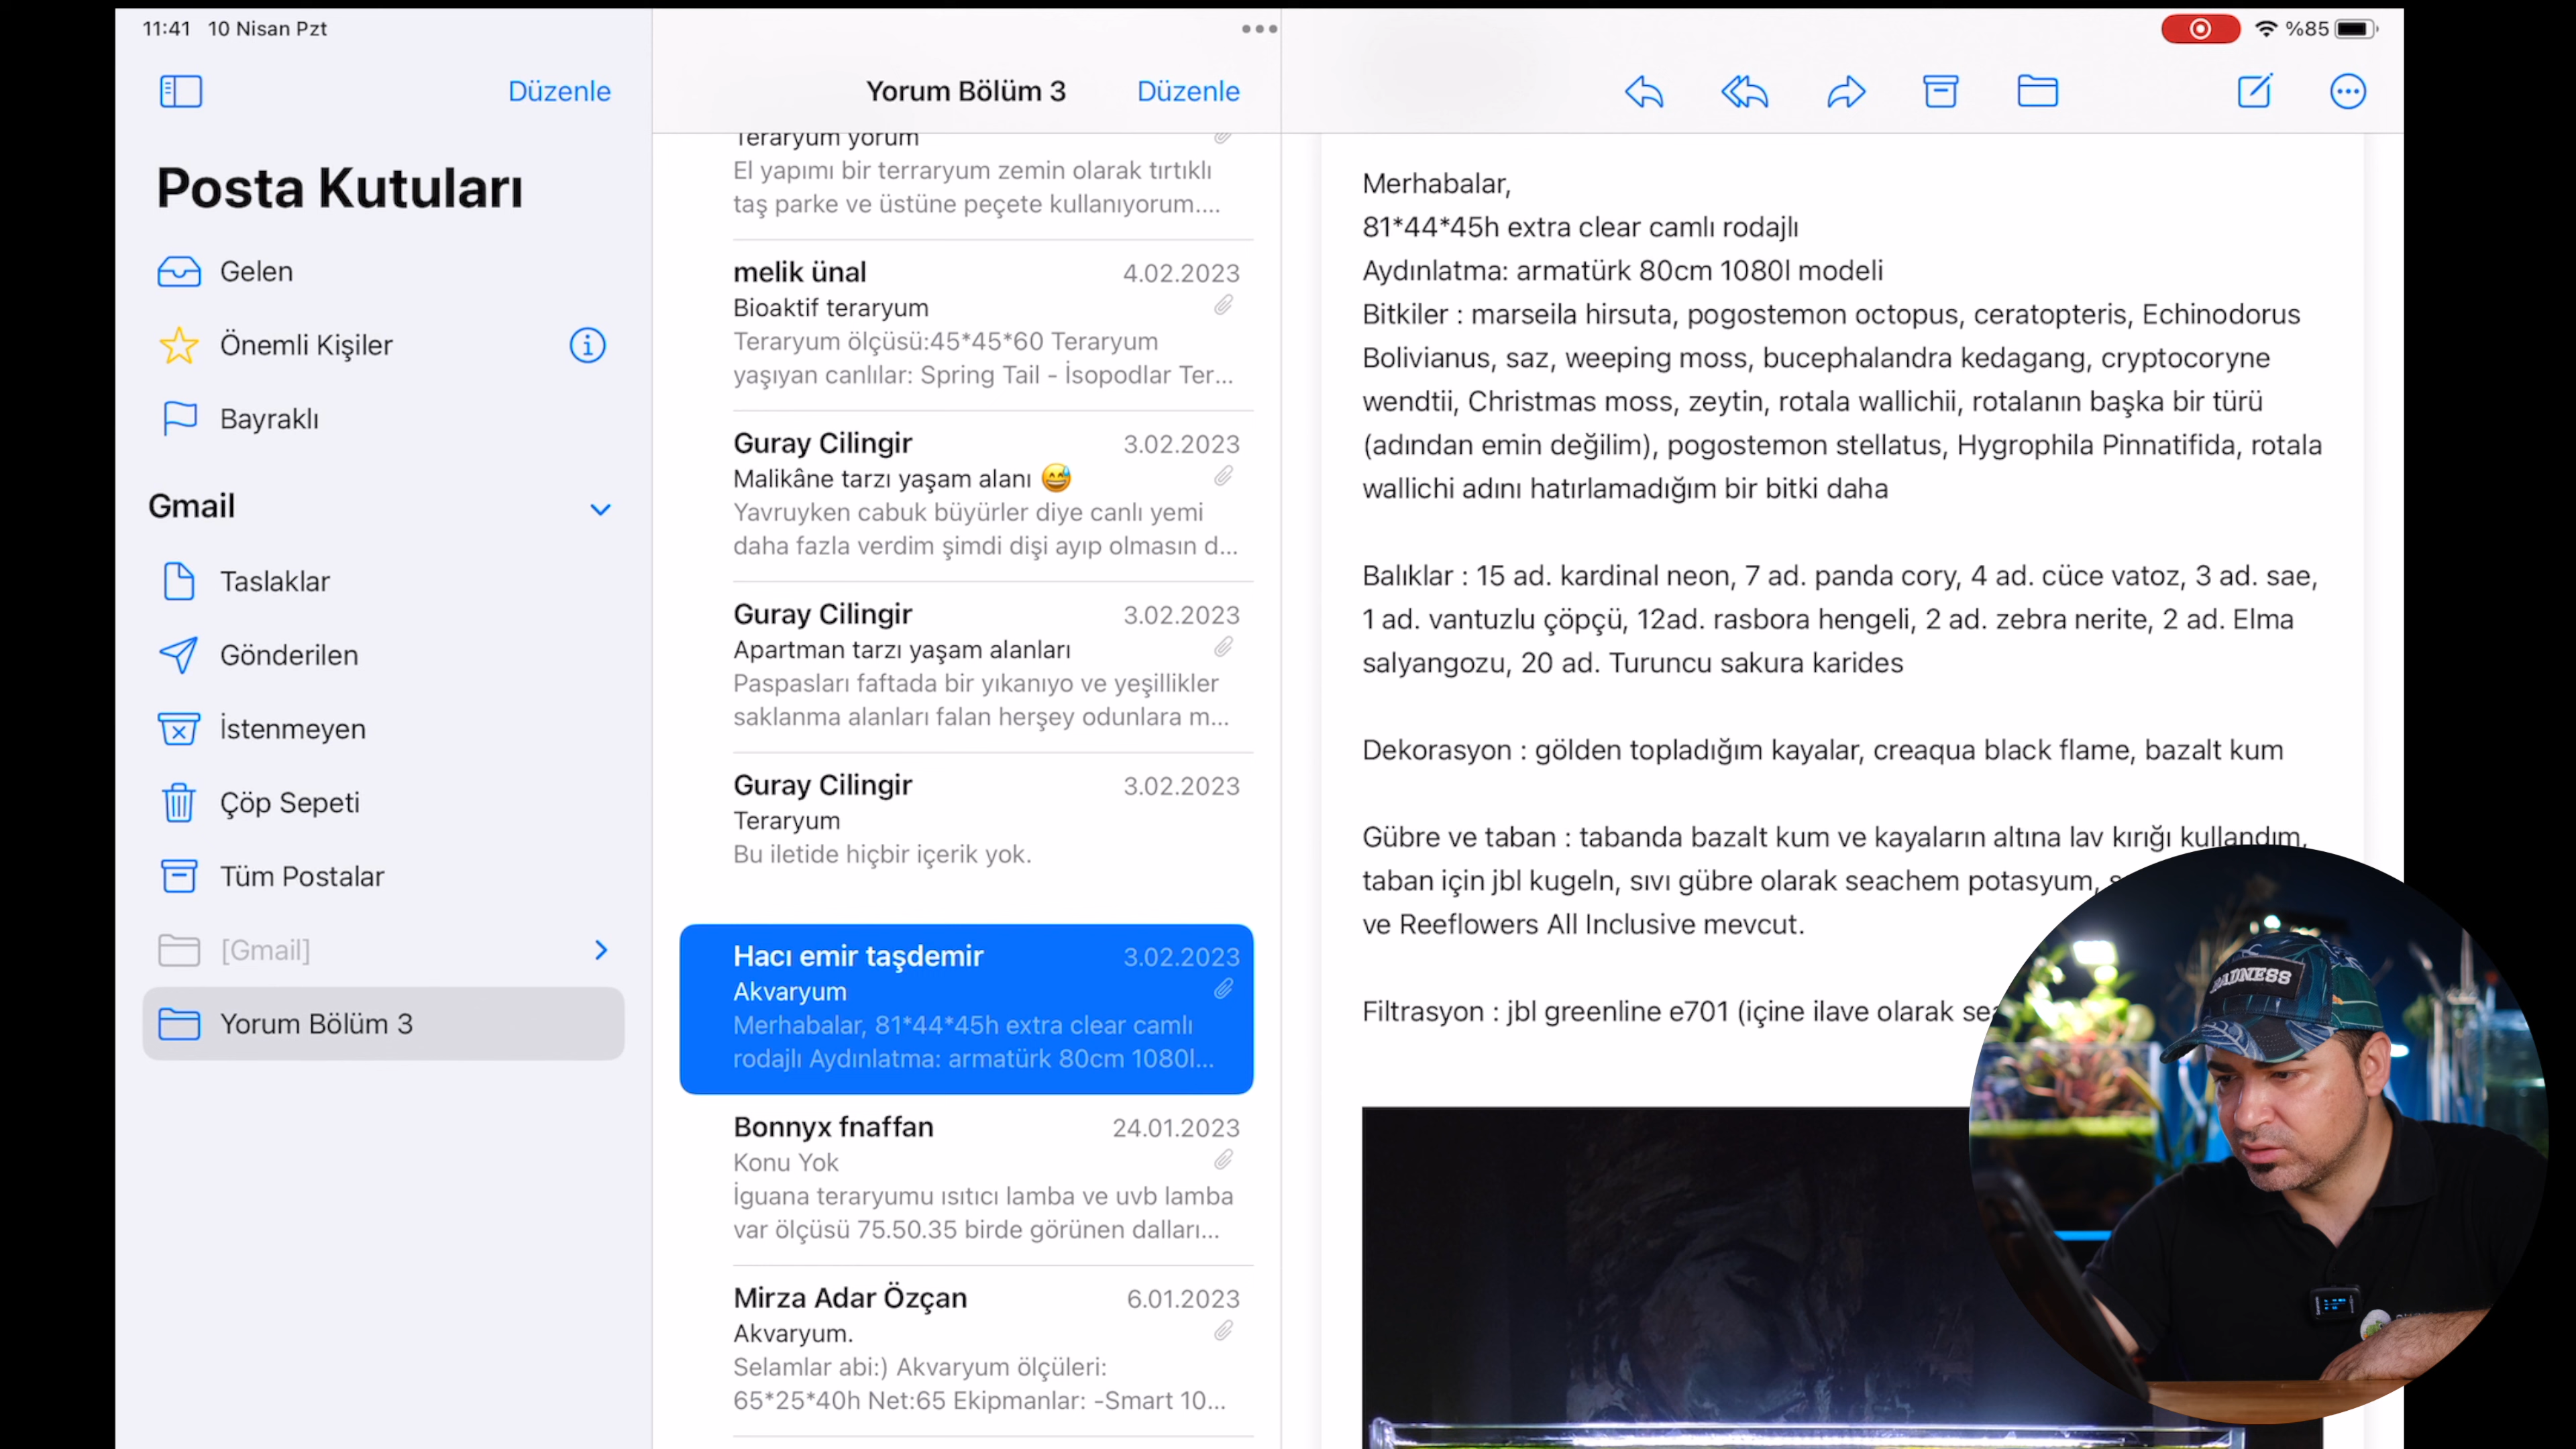 11:41 10 Nisan Pzt
%85
Düzenle
Posta Kutuları
Gelen
Önemli Kişiler
Bayraklı
Gmail
Taslaklar
Gönderilen
İstenmeyen
Çöp Sepeti
Tüm Postalar
[Gmail]
Yorum Bölüm 3
Yorum Bölüm 3 Düzenle
Teraryum yorum
El yapımı bir terraryum zemin olarak tırtıklı
taş parke ve üstüne peçete kullanıyorum....
melik ünal 4.02.2023
Bioaktif teraryum
Teraryum ölçüsü:45*45*60 Teraryum
yaşıyan canlılar: Spring Tail - İsopodlar Ter...
Guray Cilingir 3.02.2023
Malikâne tarzı yaşam alanı 😅
Yavruyken cabuk büyürler diye canlı yemi
daha fazla verdim şimdi dişi ayıp olmasın d...
Guray Cilingir 3.02.2023
Apartman tarzı yaşam alanları
Paspasları faftada bir yıkanıyo ve yeşillikler
saklanma alanları falan herşey odunlara m...
Guray Cilingir 3.02.2023
Teraryum
Bu iletide hiçbir içerik yok.
Hacı emir taşdemir 3.02.2023
Akvaryum
Merhabalar, 81*44*45h extra clear camlı
rodajlı Aydınlatma: armatürk 80cm 1080l...
Bonnyx fnaffan 24.01.2023
Konu Yok
İguana teraryumu ısıtıcı lamba ve uvb lamba
var ölçüsü 75.50.35 birde görünen dalları...
Mirza Adar Özçan 6.01.2023
Akvaryum.
Selamlar abi:) Akvaryum ölçüleri:
65*25*40h Net:65 Ekipmanlar: -Smart 10...
Merhabalar,
81*44*45h extra clear camlı rodajlı
Aydınlatma: armatürk 80cm 1080l modeli
Bitkiler : marseila hirsuta, pogostemon octopus, ceratopteris, Echinodorus
Bolivianus, saz, weeping moss, bucephalandra kedagang, cryptocoryne
wendtii, Christmas moss, zeytin, rotala wallichii, rotalanın başka bir türü
(adından emin değilim), pogostemon stellatus, Hygrophila Pinnatifida, rotala
wallichi adını hatırlamadığım bir bitki daha
Balıklar : 15 ad. kardinal neon, 7 ad. panda cory, 4 ad. cüce vatoz, 3 ad. sae,
1 ad. vantuzlu çöpçü, 12ad. rasbora hengeli, 2 ad. zebra nerite, 2 ad. Elma
salyangozu, 20 ad. Turuncu sakura karides
Dekorasyon : gölden topladığım kayalar, creaqua black flame, bazalt kum
Gübre ve taban : tabanda bazalt kum ve kayaların altına lav kırığı kullandım,
taban için jbl kugeln, sıvı gübre olarak seachem potasyum,
ve Reeflowers All Inclusive mevcut.
Filtrasyon : jbl greenline e701 (içine ilave olarak